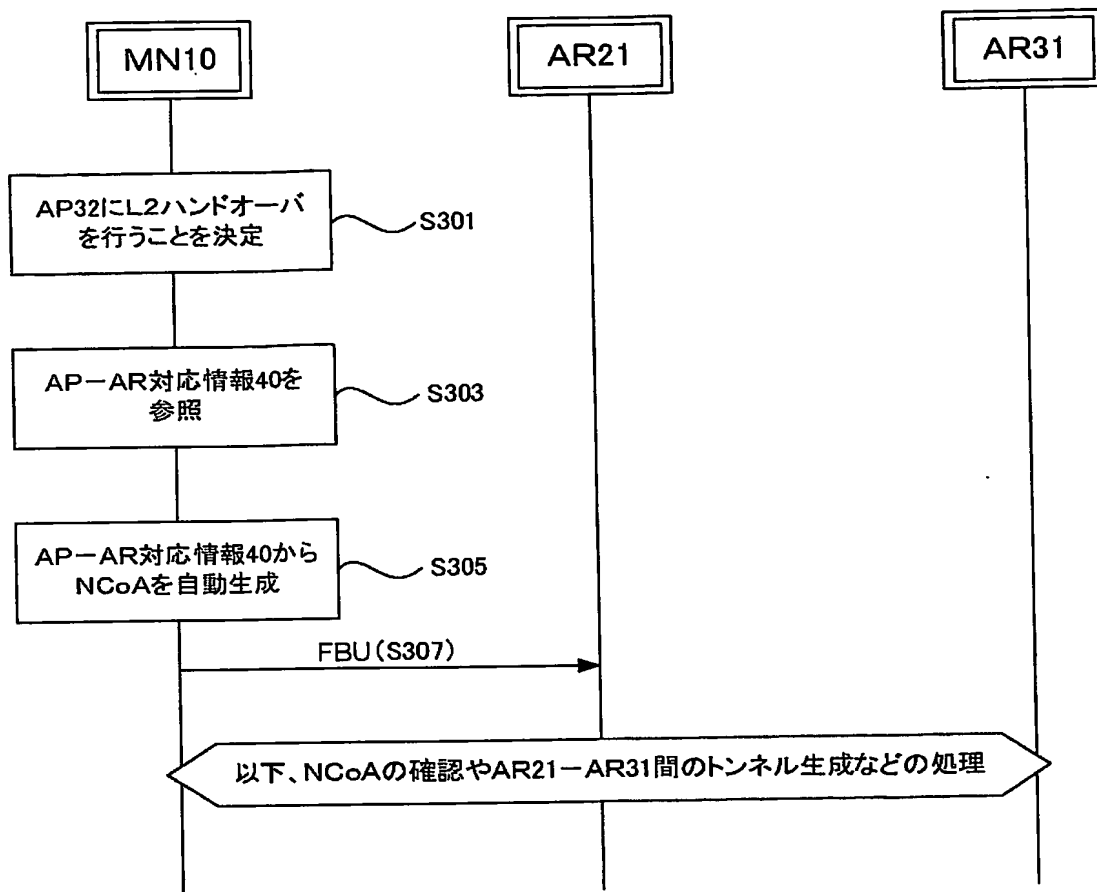 MN10
AR21
AR31
AP32にL2ハンドオーバ
を行うことを決定
S301
AP－AR対応情報40を
参照
S303
AP－AR対応情報40から
NCoAを自動生成
S305
FBU(S307)
以下、NCoAの確認やAR21－AR31間のトンネル生成などの処理